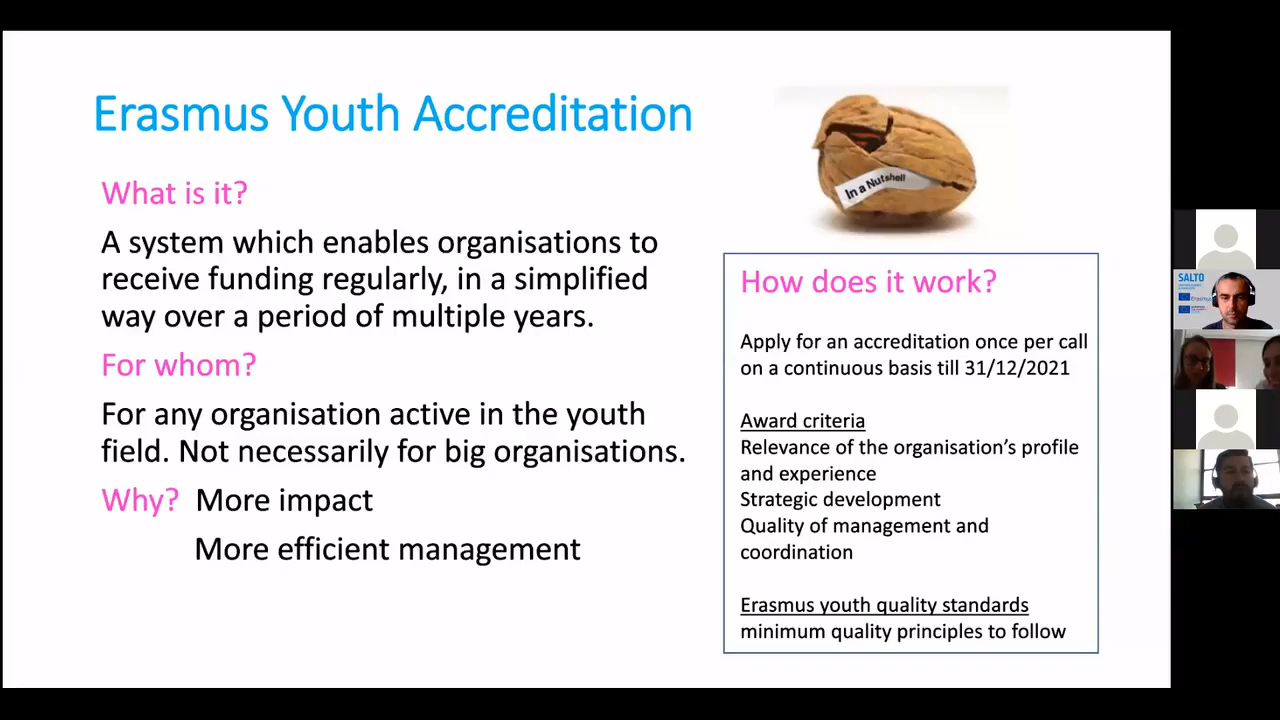 Erasmus Youth Accreditation
In a Nutshell
What is it?
A system which enables organisations to
receive funding regularly, in a simplified
way over a period of multiple years.
For whom?
For any organisation active in the youth
field. Not necessarily for big organisations.
Why? More impact
More efficient management
How does it work?
Apply for an accreditation once per call
on a continuous basis till 31/12/2021
Award criteria
Relevance of the organisation’s profile
and experience
Strategic development
Quality of management and
coordination
Erasmus youth quality standards
minimum quality principles to follow
SALTO
Erasmus